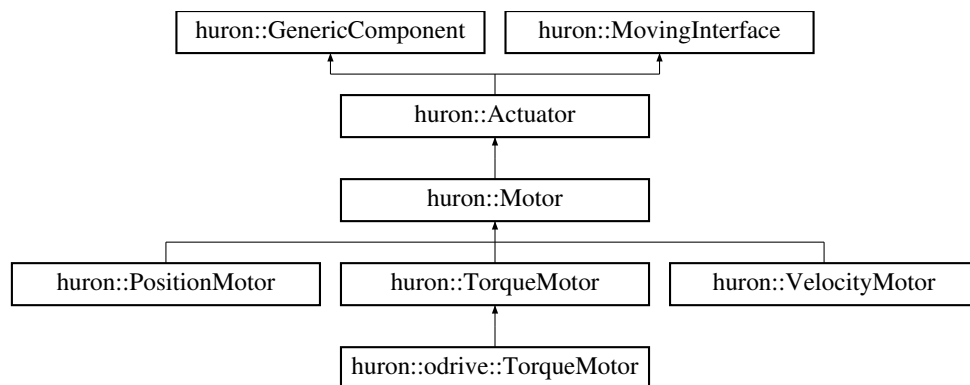 huron::GenericComponent
huron::MovingInterface
huron::Actuator
huron::Motor
huron::PositionMotor
huron::TorqueMotor
huron::VelocityMotor
huron::odrive::TorqueMotor